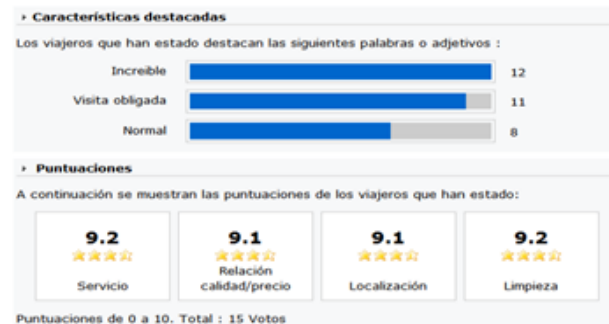 › Características destacadas
Los viajeros que han estado destacan las siguientes palabras o adjetivos :
Increible 12
Visita obligada 11
Normal 8
› Puntuaciones
A continuación se muestran las puntuaciones de los viajeros que han estado:
9.2 9.1 9.1 9.2
Servicio Relación calidad/precio Localización Limpieza
Puntuaciones de 0 a 10. Total : 15 Votos